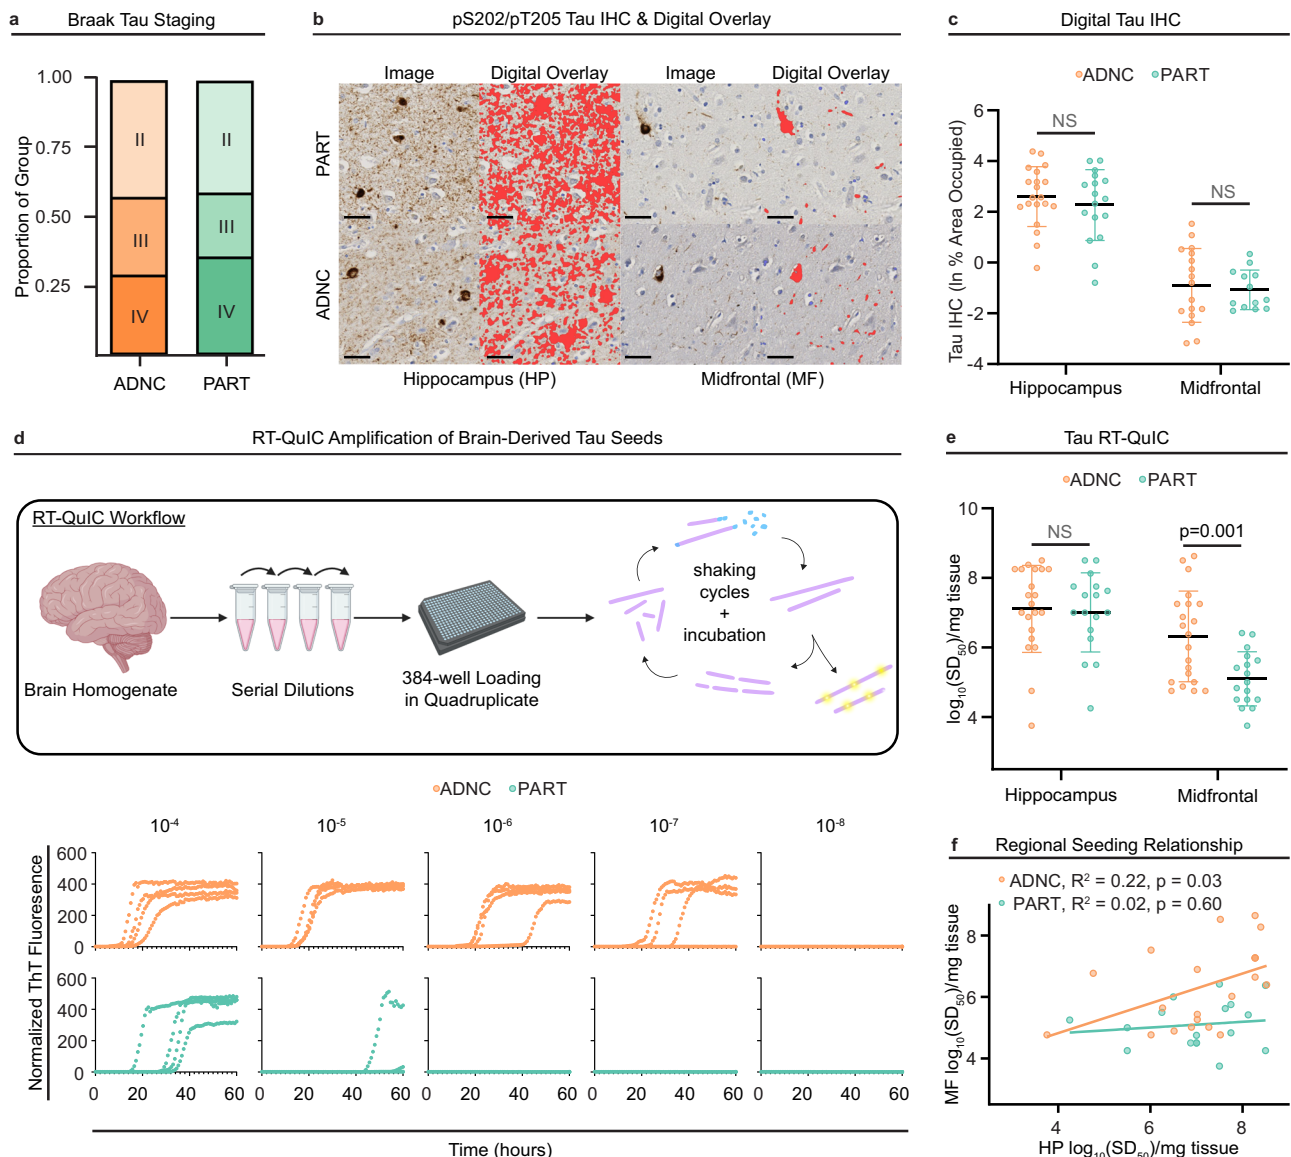 a Braak Tau Staging
Proportion of Group
1.00
0.75
0.50
0.25
II
III
IV
II
III
IV
ADNC
PART
b pS202/pT205 Tau IHC & Digital Overlay
Image Digital Overlay Image Digital Overlay
PART
ADNC
Hippocampus (HP) Midfrontal (MF)
c Digital Tau IHC
ADNC PART
Tau IHC (ln % Area Occupied)
6
4
2
0
-2
-4
NS
NS
Hippocampus Midfrontal
d RT-QuIC Amplification of Brain-Derived Tau Seeds
RT-QuIC Workflow
Brain Homogenate
Serial Dilutions
384-well Loading
in Quadruplicate
shaking
cycles
+
incubation
ADNC PART
10⁻⁴ 10⁻⁵ 10⁻⁶ 10⁻⁷ 10⁻⁸
Normalized ThT Fluoresence
600
400
200
0
600
400
200
0
0 20 40 60 0 20 40 60 0 20 40 60 0 20 40 60 0 20 40 60
Time (hours)
e Tau RT-QuIC
ADNC PART
log₁₀(SD₅₀)/mg tissue
10
8
6
4
NS
p=0.001
Hippocampus Midfrontal
f Regional Seeding Relationship
ADNC, R² = 0.22, p = 0.03
PART, R² = 0.02, p = 0.60
MF log₁₀(SD₅₀)/mg tissue
8
6
4
4 6 8
HP log₁₀(SD₅₀)/mg tissue